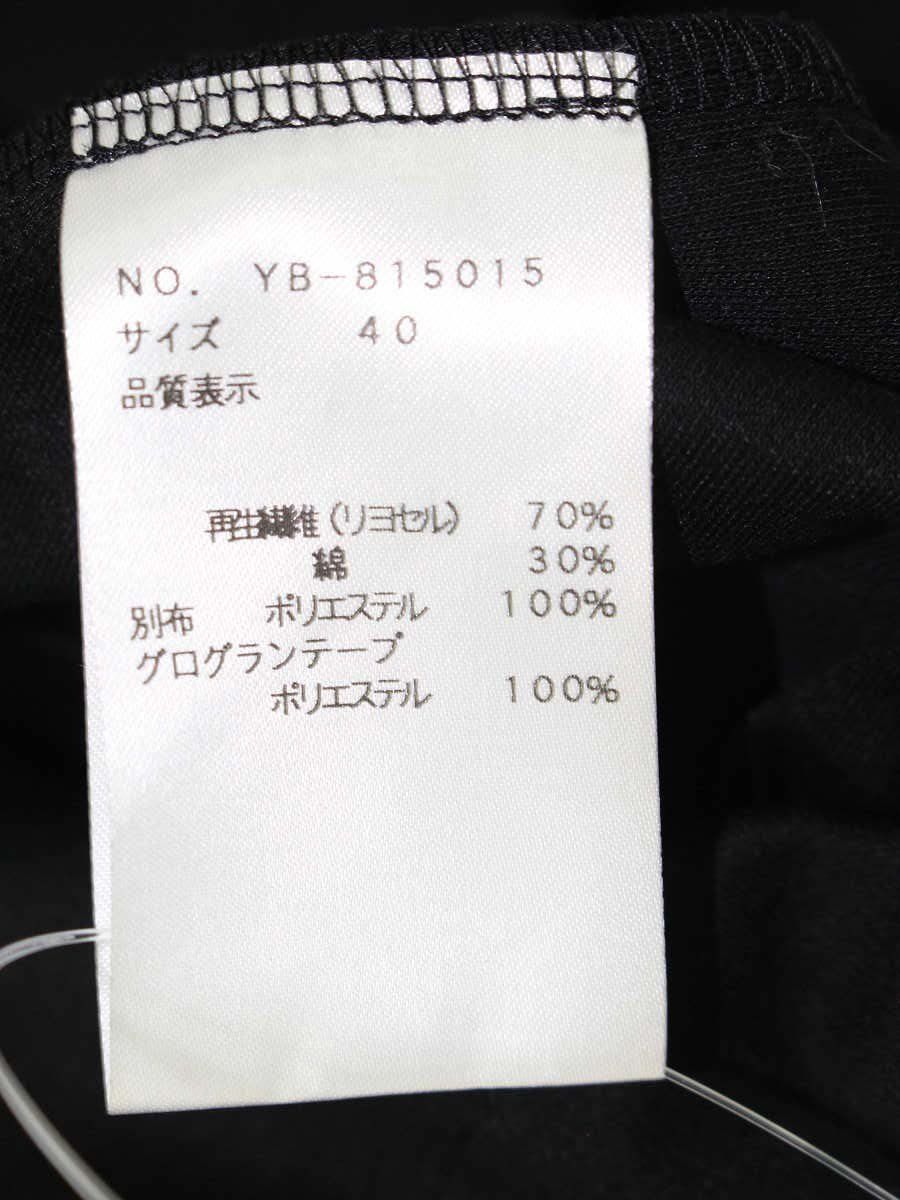 NO. YB-815015
サイズ 40
品質表示
再生繊維(リヨセル) 70%
綿 30%
別布 ポリエステル 100%
グログランテープ
ポリエステル 100%